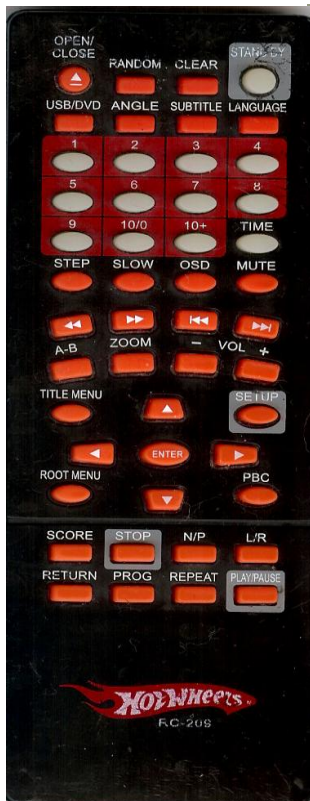 OPEN/
CLOSE
RANDOM CLEAR STANDBY
USB/DVD ANGLE SUBTITLE LANGUAGE
1 2 3 4
5 6 7 8
9 10/0 10+ TIME
STEP SLOW OSD MUTE
A-B ZOOM − VOL +
TITLE MENU SETUP
ENTER
ROOT MENU PBC
SCORE STOP N/P L/R
RETURN PROG REPEAT PLAY/PAUSE
HOT WHEELS
RC-20S